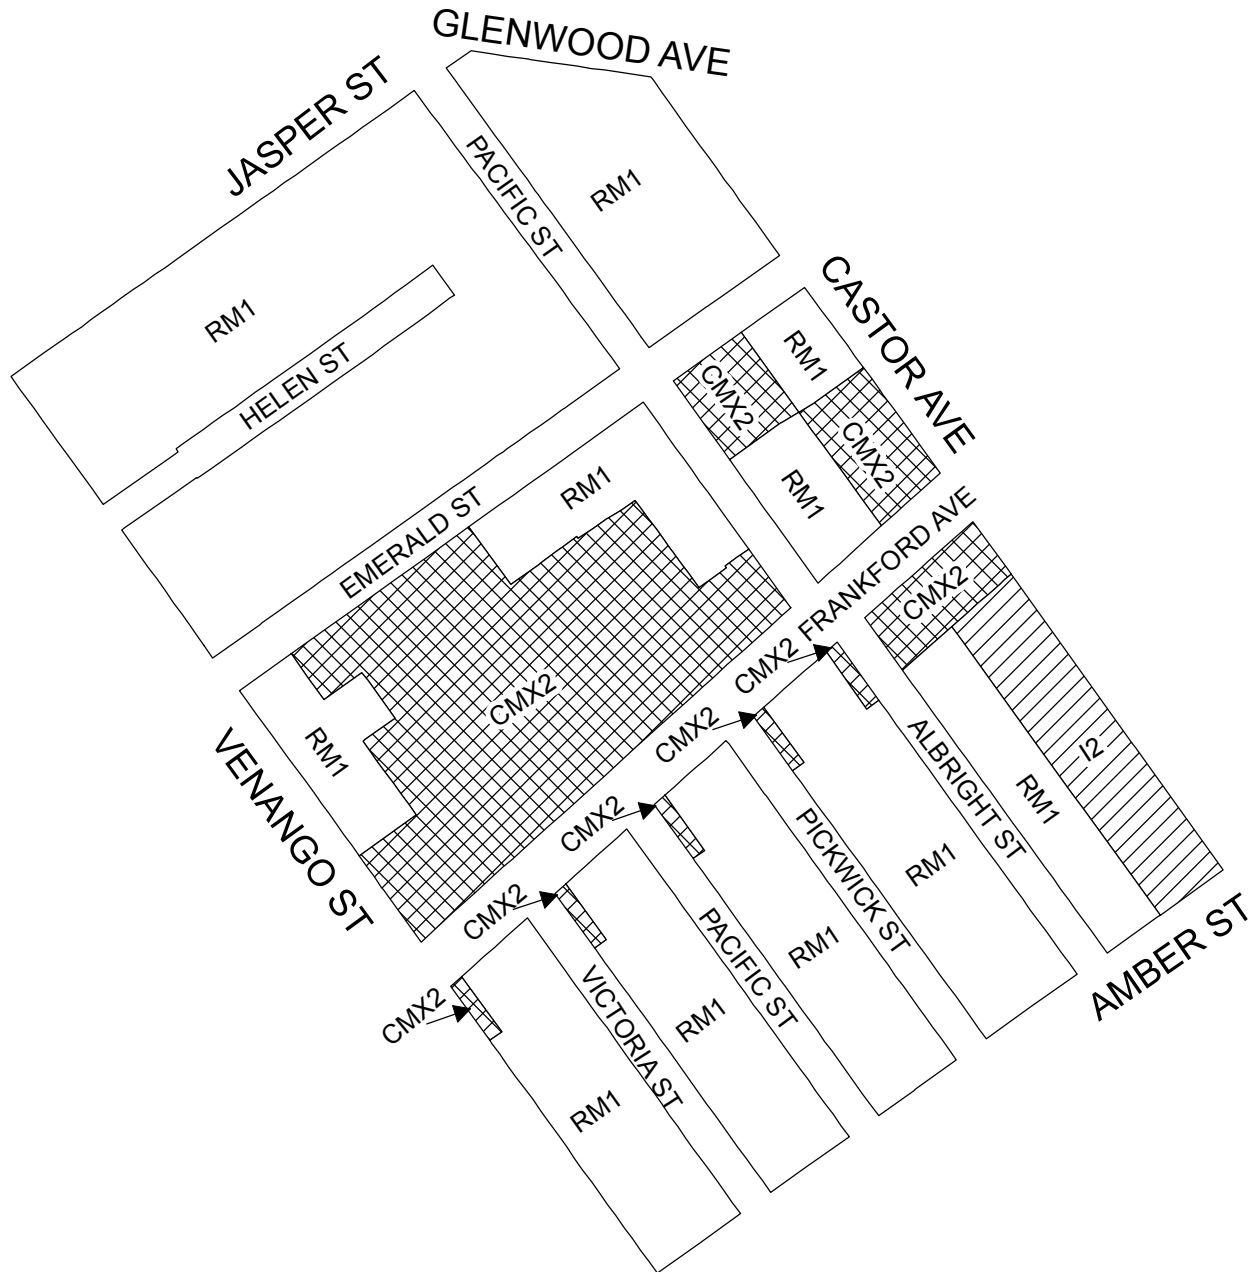 GLENWOOD AVE
JASPER ST
PACIFIC ST
RM1
RM1
HELEN ST
CASTOR AVE
RM1
CMX2
CMX2
RM1
EMERALD ST
RM1
FRANKFORD AVE
CMX2
CMX2
RM1
VENANGO ST
CMX2
CMX2
CMX2
CMX2
CMX2
ALBRIGHT ST
I2
RM1
PICKWICK ST
RM1
PACIFIC ST
RM1
VICTORIA ST
RM1
RM1
AMBER ST